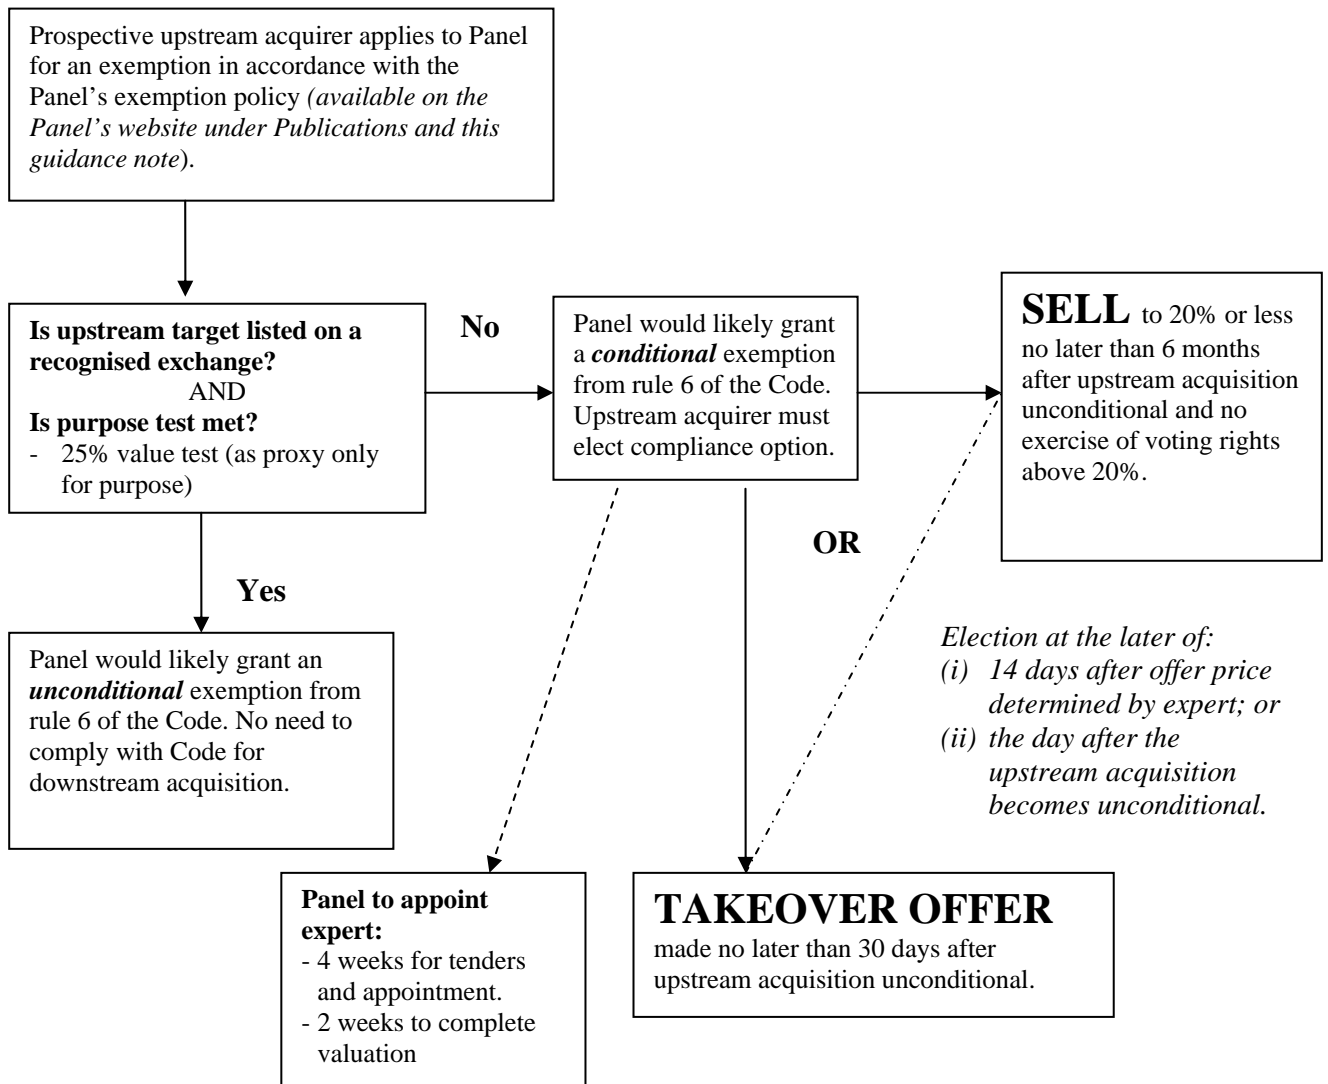 Prospective upstream acquirer applies to Panel
for an exemption in accordance with the
Panel's exemption policy (available on the
Panel's website under Publications and this
guidance note).
Is upstream target listed on a
recognised exchange?
AND
Is purpose test met?
- 25% value test (as proxy only
for purpose)
No
Panel would likely grant
a conditional exemption
from rule 6 of the Code.
Upstream acquirer must
elect compliance option.
SELL to 20% or less
no later than 6 months
after upstream acquisition
unconditional and no
exercise of voting rights
above 20%.
OR
Yes
Panel would likely grant an
unconditional exemption from
rule 6 of the Code. No need to
comply with Code for
downstream acquisition.
Election at the later of:
(i) 14 days after offer price
determined by expert; or
(ii) the day after the
upstream acquisition
becomes unconditional.
Panel to appoint
expert:
- 4 weeks for tenders
and appointment.
- 2 weeks to complete
valuation
TAKEOVER OFFER
made no later than 30 days after
upstream acquisition unconditional.